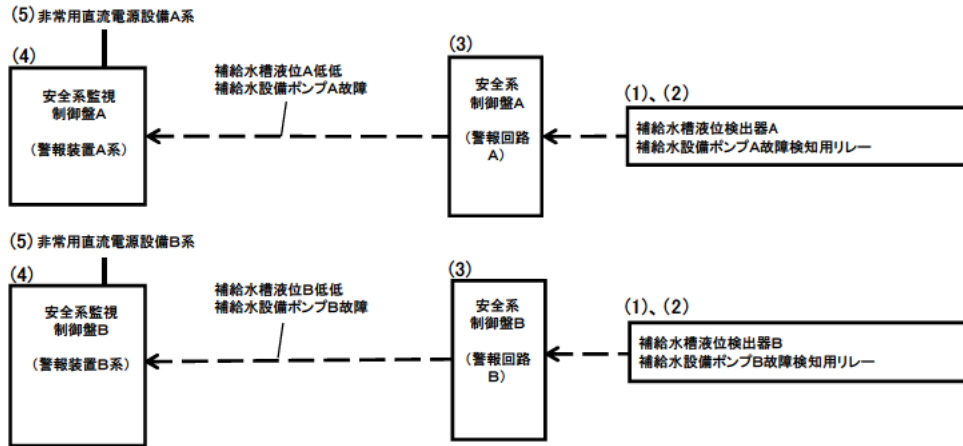 (5) 非常用直流電源設備A系
(4)
安全系監視
制御盤A
(警報装置A系)
補給水槽液位A低低
補給水設備ポンプA故障
(3)
安全系
制御盤A
(警報回路
A)
(1)、(2)
補給水槽液位検出器A
補給水設備ポンプA故障検知用リレー
(5) 非常用直流電源設備B系
(4)
安全系監視
制御盤B
(警報装置B系)
補給水槽液位B低低
補給水設備ポンプB故障
(3)
安全系
制御盤B
(警報回路
B)
(1)、(2)
補給水槽液位検出器B
補給水設備ポンプB故障検知用リレー